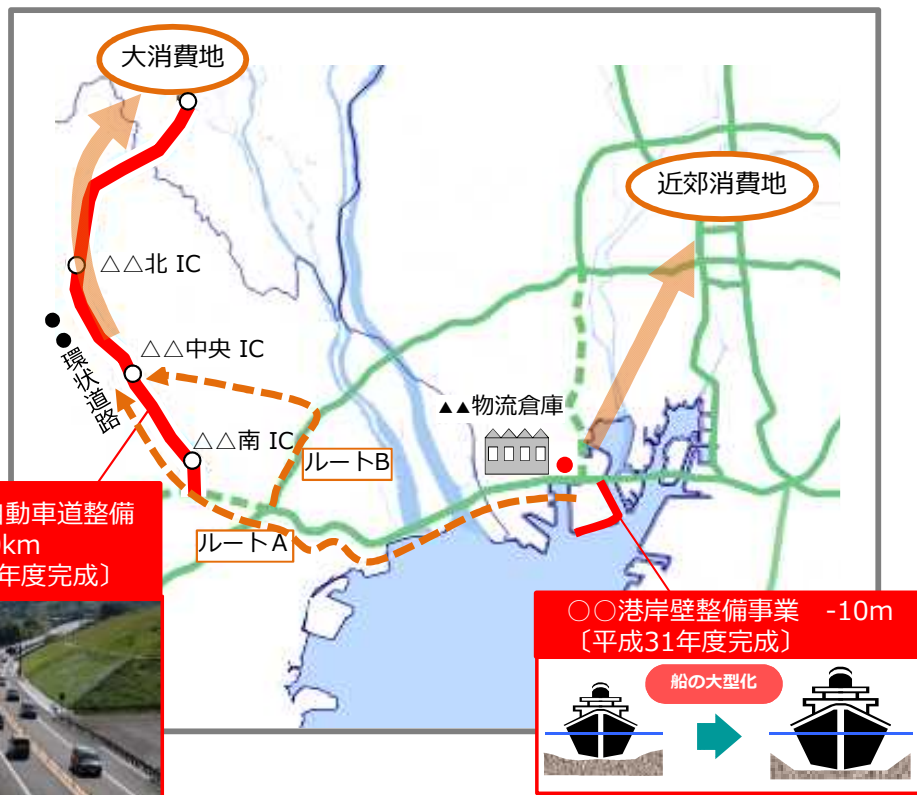 大消費地
近郊消費地
△△北 IC
●●環状道路
△△中央 IC
▲▲物流倉庫
△△南 IC
ルートB
ルートA
動車道整備
km
年度完成〕
○○港岸壁整備事業 -10m
〔平成31年度完成〕
船の大型化